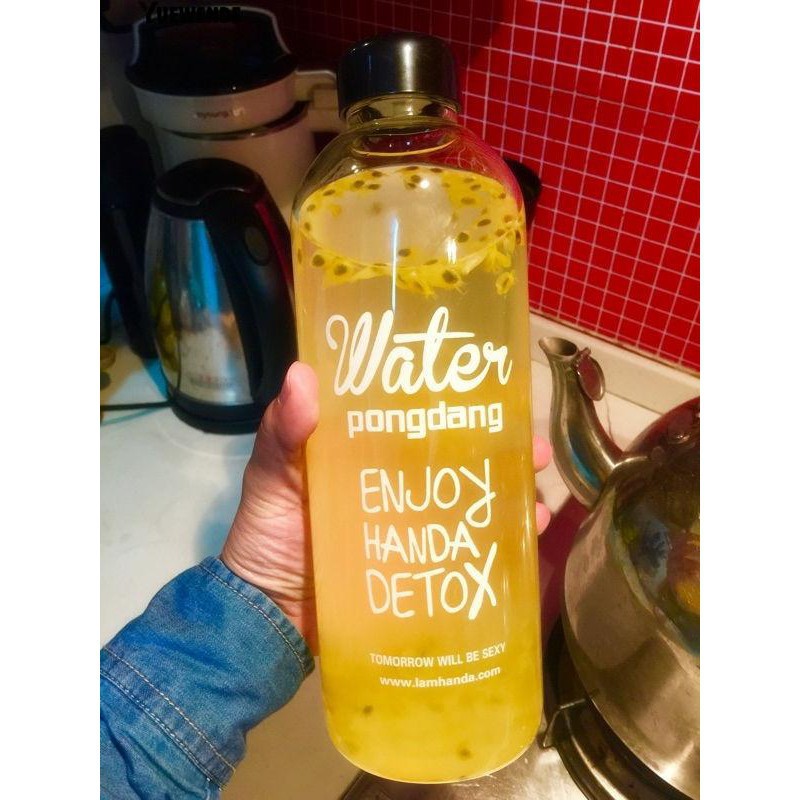 Water
pongdang
ENJOY
HANDA
DETOX
TOMORROW WILL BE SEXY
www.iamhanda.com